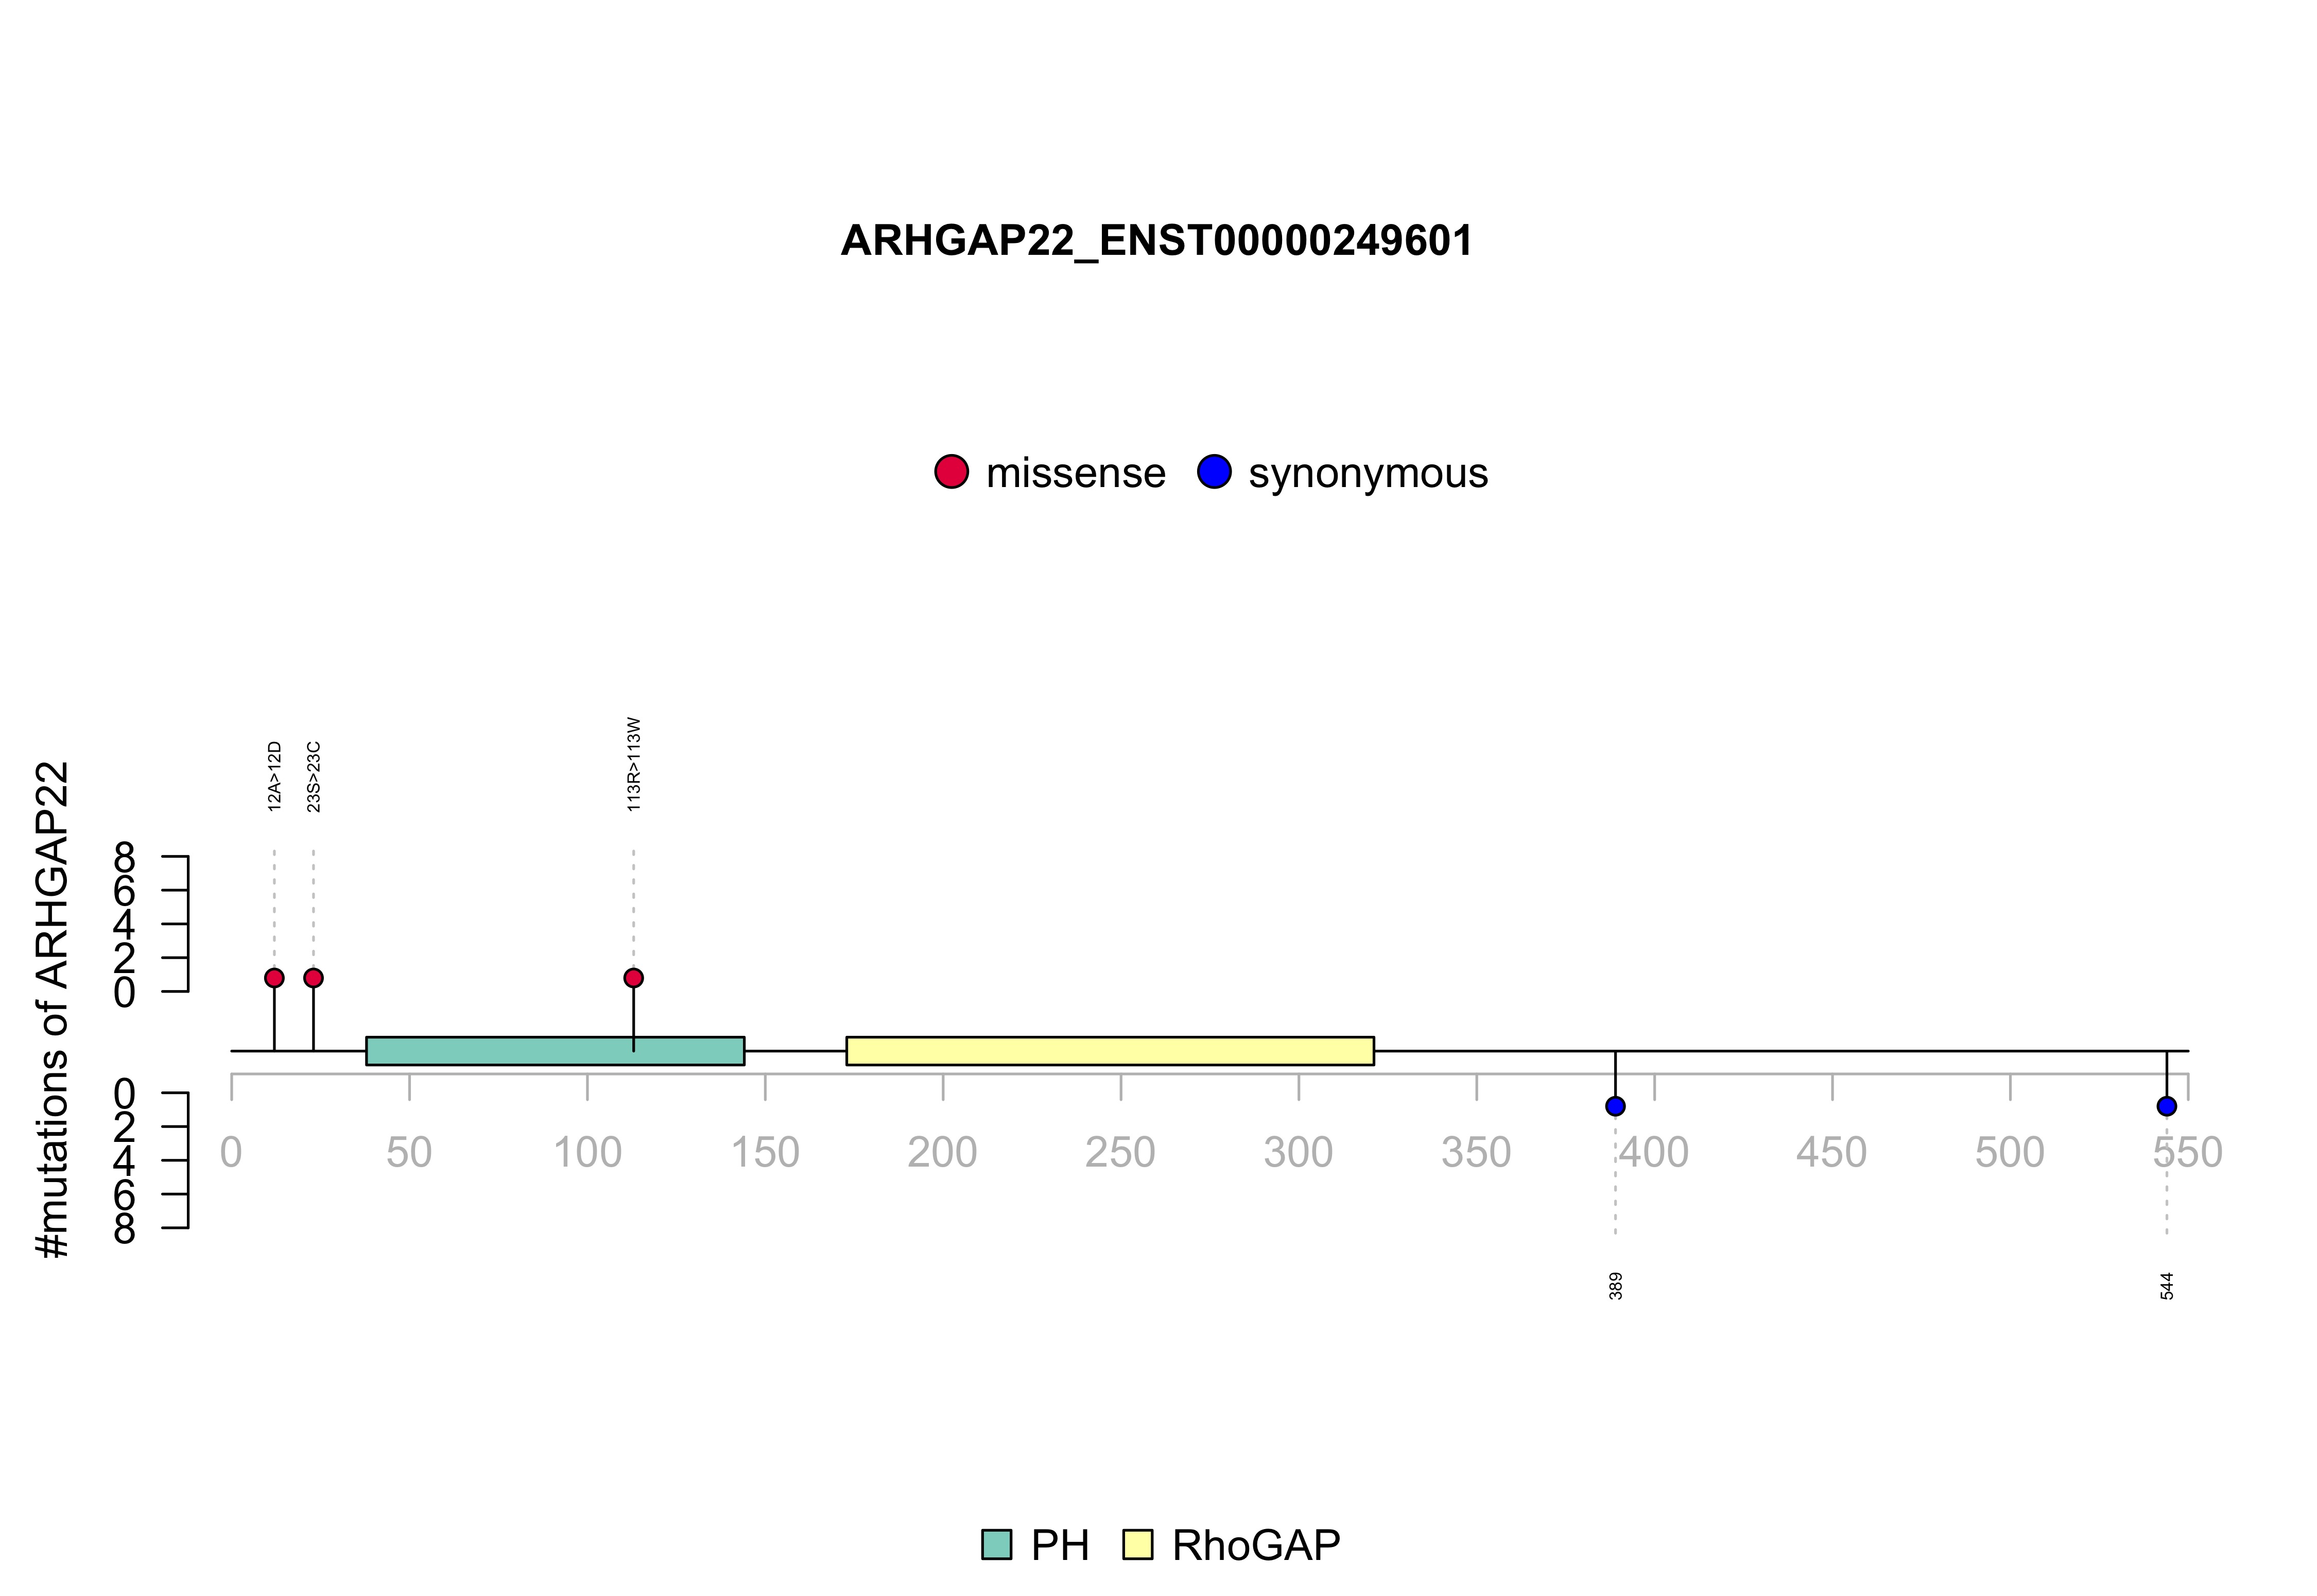 ARHGAP22_ENST00000249601
missense synonymous
12A>12D
23S>23C
113R>113W
#mutations of ARHGAP22
8
6
4
2
0
0
2
4
6
8
0 50 100 150 200 250 300 350 400 450 500 550
389
544
PH RhoGAP